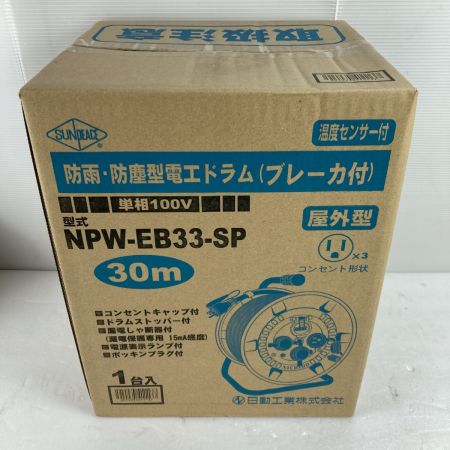 取扱注意
SUNPEACE
温度センサー付
防雨・防塵型電工ドラム(ブレーカ付)
単相100V
屋外型
型式
NPW-EB33-SP
×3
コンセント形状
30m
■コンセントキャップ付
■ドラムストッパー付
■漏電しゃ断器付
(漏電保護専用 15mA感度)
■電源表示ランプ付
■ポッキンプラグ付
1台入
日動工業株式会社